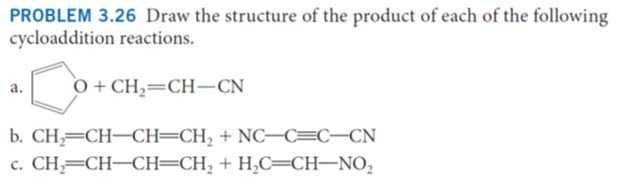 PROBLEM 3.26 Draw the structure of the product of each of the following
cycloaddition reactions.
a. O + CH₂=CH—CN
b. CH₂=CH—CH=CH₂ + NC—C≡C—CN
c. CH₂=CH—CH=CH₂ + H₂C=CH—NO₂